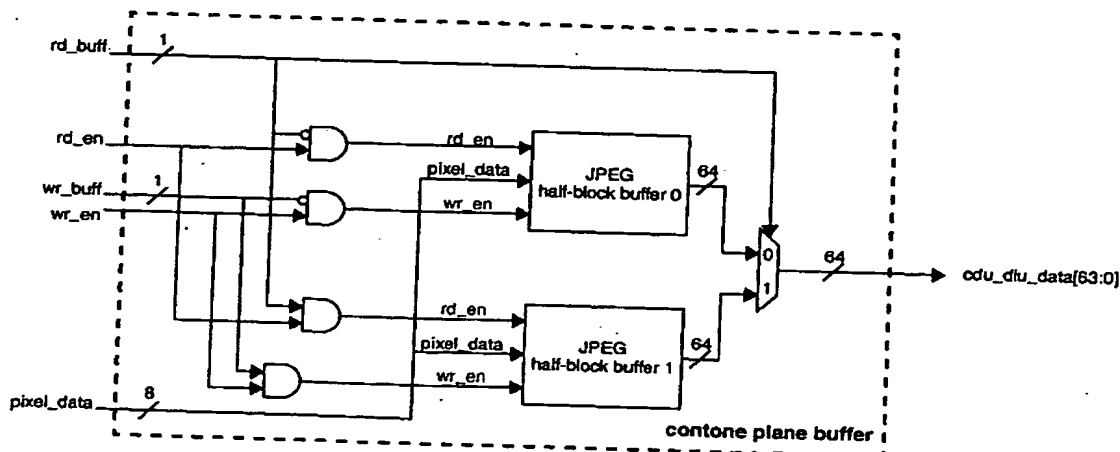 rd_buff
1
rd_en
rd_en
JPEG
half-block buffer 0
64
pixel_data
wr_buff
1
wr_en
wr_en
0
1
64
cdu_diu_data[63:0]
rd_en
JPEG
half-block buffer 1
64
pixel_data
wr_en
pixel_data
8
contone plane buffer